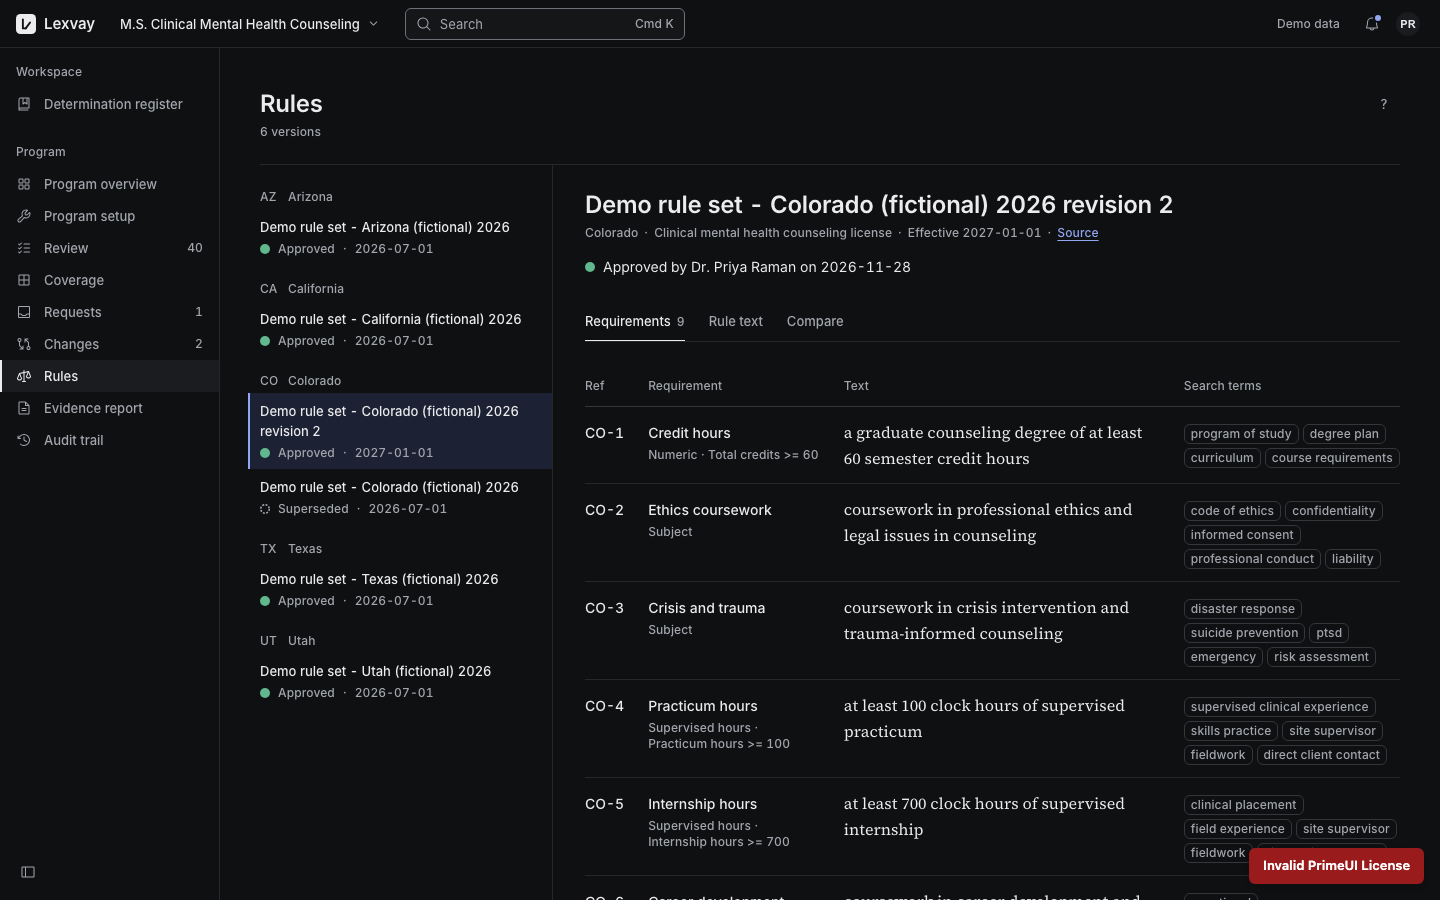 Lexvay
M.S. Clinical Mental Health Counseling
Search
Cmd K
Demo data
PR
Workspace
Determination register
Program
Program overview
Program setup
Review 40
Coverage
Requests 1
Changes 2
Rules
Evidence report
Audit trail
Rules
6 versions
?
AZ Arizona
Demo rule set - Arizona (fictional) 2026
Approved · 2026-07-01
CA California
Demo rule set - California (fictional) 2026
Approved · 2026-07-01
CO Colorado
Demo rule set - Colorado (fictional) 2026
revision 2
Approved · 2027-01-01
Demo rule set - Colorado (fictional) 2026
Superseded · 2026-07-01
TX Texas
Demo rule set - Texas (fictional) 2026
Approved · 2026-07-01
UT Utah
Demo rule set - Utah (fictional) 2026
Approved · 2026-07-01
Demo rule set - Colorado (fictional) 2026 revision 2
Colorado · Clinical mental health counseling license · Effective 2027-01-01 · Source
Approved by Dr. Priya Raman on 2026-11-28
Requirements 9 Rule text Compare
Ref Requirement Text Search terms
CO-1 Credit hours
Numeric · Total credits >= 60
a graduate counseling degree of at least
60 semester credit hours
program of study degree plan
curriculum course requirements
CO-2 Ethics coursework
Subject
coursework in professional ethics and
legal issues in counseling
code of ethics confidentiality
informed consent
professional conduct liability
CO-3 Crisis and trauma
Subject
coursework in crisis intervention and
trauma-informed counseling
disaster response
suicide prevention ptsd
emergency risk assessment
CO-4 Practicum hours
Supervised hours ·
Practicum hours >= 100
at least 100 clock hours of supervised
practicum
supervised clinical experience
skills practice site supervisor
fieldwork direct client contact
CO-5 Internship hours
Supervised hours ·
Internship hours >= 700
at least 700 clock hours of supervised
internship
clinical placement
field experience site supervisor
fieldwork
Invalid PrimeUI License